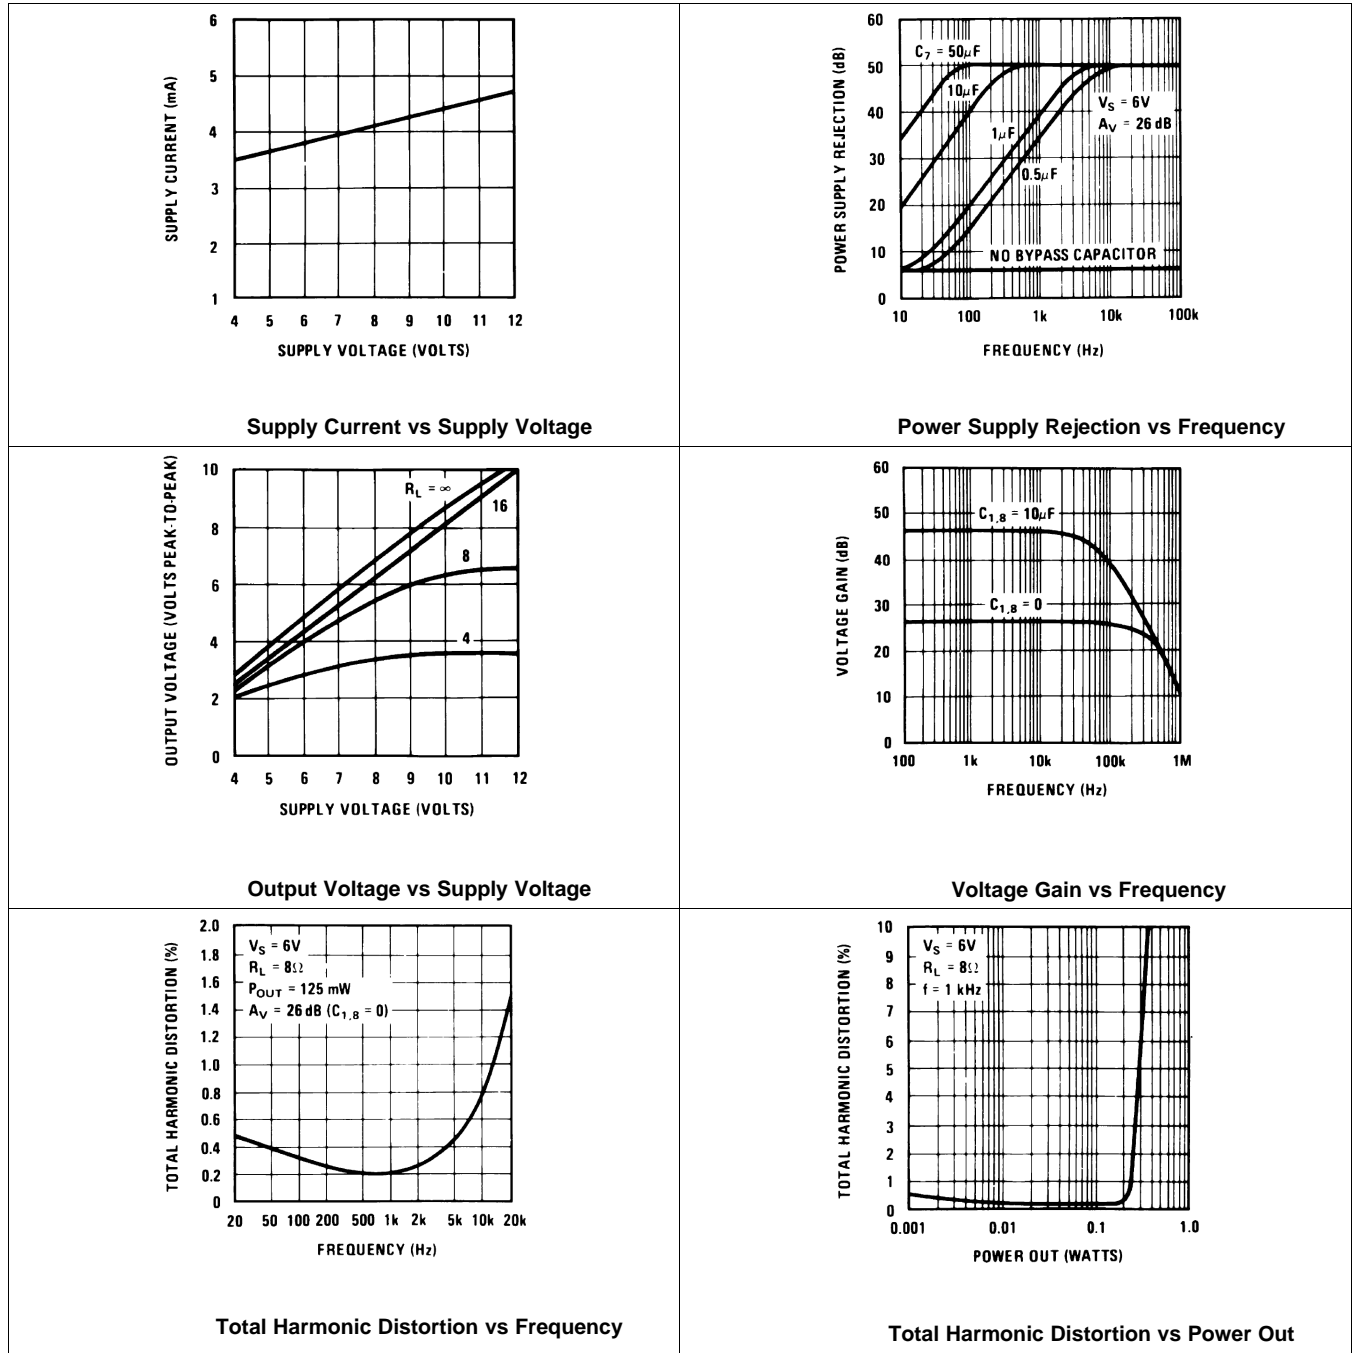 6
5
4
3
2
1
SUPPLY CURRENT (mA)
4 5 6 7 8 9 10 11 12
SUPPLY VOLTAGE (VOLTS)
Supply Current vs Supply Voltage
60
50
40
30
20
10
0
POWER SUPPLY REJECTION (dB)
C7 = 50μF
10μF
1μF
0.5μF
VS = 6V
AV = 26 dB
NO BYPASS CAPACITOR
10 100 1k 10k 100k
FREQUENCY (Hz)
Power Supply Rejection vs Frequency
10
8
6
4
2
0
OUTPUT VOLTAGE (VOLTS PEAK-TO-PEAK)
RL = ∞
16
8
4
4 5 6 7 8 9 10 11 12
SUPPLY VOLTAGE (VOLTS)
Output Voltage vs Supply Voltage
60
50
40
30
20
10
0
VOLTAGE GAIN (dB)
C1,8 = 10μF
C1,8 = 0
100 1k 10k 100k 1M
FREQUENCY (Hz)
Voltage Gain vs Frequency
2.0
1.8
1.6
1.4
1.2
1.0
0.8
0.6
0.4
0.2
0
TOTAL HARMONIC DISTORTION (%)
VS = 6V
RL = 8Ω
POUT = 125 mW
AV = 26 dB (C1,8 = 0)
20 50 100 200 500 1k 2k 5k 10k 20k
FREQUENCY (Hz)
Total Harmonic Distortion vs Frequency
10
9
8
7
6
5
4
3
2
1
0
TOTAL HARMONIC DISTORTION (%)
VS = 6V
RL = 8Ω
f = 1 kHz
0.001 0.01 0.1 1.0
POWER OUT (WATTS)
Total Harmonic Distortion vs Power Out